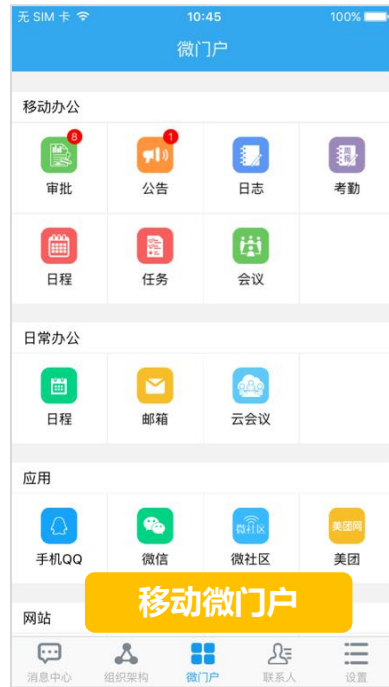 无 SIM 卡 10:45 100%
微门户
移动办公
8 1
审批 公告 日志 考勤
日程 任务 会议
日常办公
日程 邮箱 云会议
应用
微社区 美团网
手机QQ 微信 微社区 美团
移动微门户
网站
消息中心 组织架构 微门户 联系人 设置